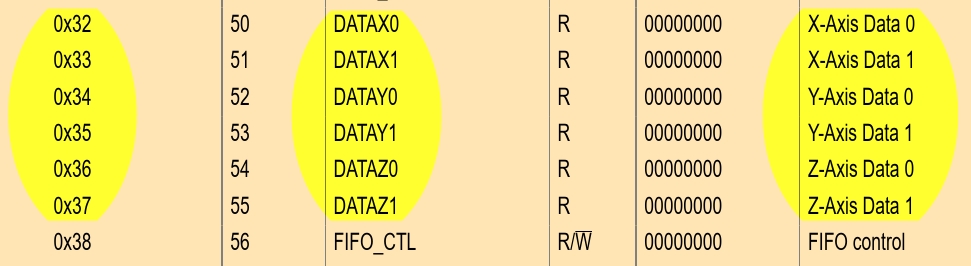 0x32 50 DATAX0 R 00000000 X-Axis Data 0
0x33 51 DATAX1 R 00000000 X-Axis Data 1
0x34 52 DATAY0 R 00000000 Y-Axis Data 0
0x35 53 DATAY1 R 00000000 Y-Axis Data 1
0x36 54 DATAZ0 R 00000000 Z-Axis Data 0
0x37 55 DATAZ1 R 00000000 Z-Axis Data 1
0x38 56 FIFO_CTL R/W̅ 00000000 FIFO control